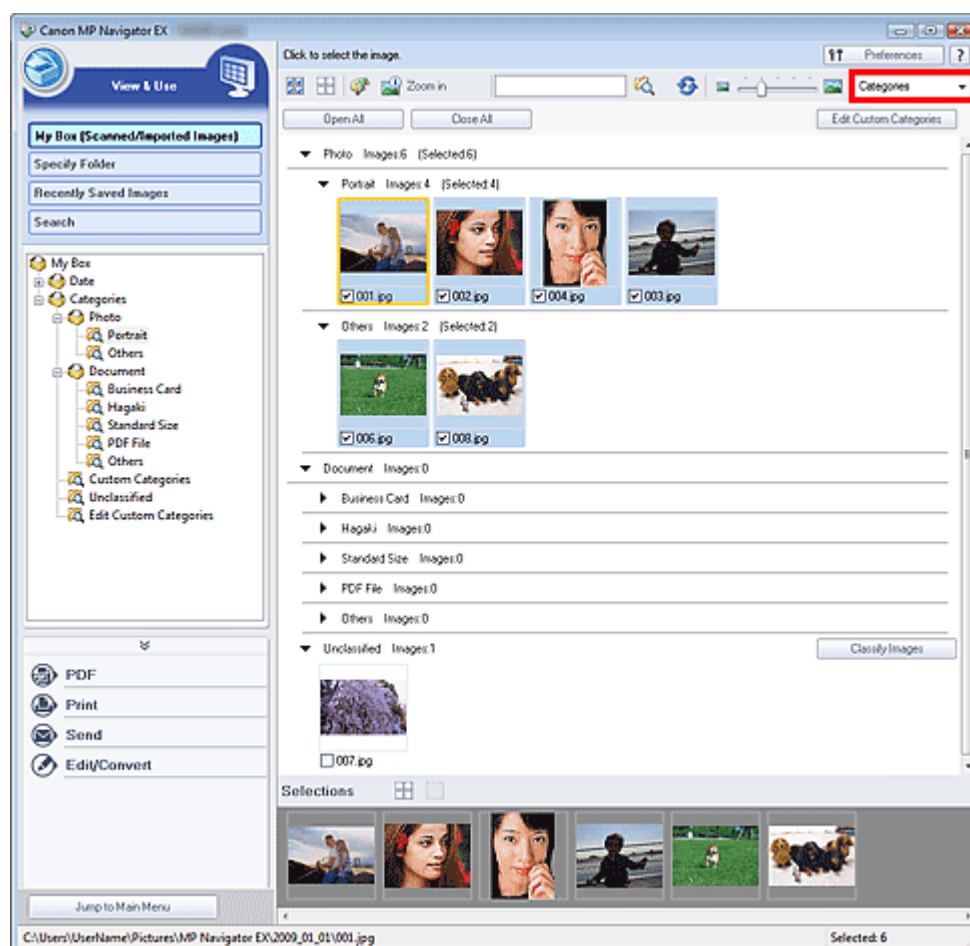 Canon MP Navigator EX
View & Use
My Box (Scanned/Imported Images)
Specify Folder
Recently Saved Images
Search
My Box
Date
Categories
Photo
Portrait
Others
Document
Business Card
Hagaki
Standard Size
PDF File
Others
Custom Categories
Unclassified
Edit Custom Categories
PDF
Print
Send
Edit/Convert
Jump to Main Menu
Click to select the image.
Preferences ?
Zoom in Categories
Open All Close All Edit Custom Categories
Photo Images:6 (Selected:6)
Portrait Images:4 (Selected:4)
001.jpg 002.jpg 004.jpg 003.jpg
Others Images:2 (Selected:2)
006.jpg 008.jpg
Document Images:0
Business Card Images:0
Hagaki Images:0
Standard Size Images:0
PDF File Images:0
Others Images:0
Unclassified Images:1 Classify Images
007.jpg
Selections
C:\Users\UserName\Pictures\MP Navigator EX\2009_01_01\001.jpg Selected: 6